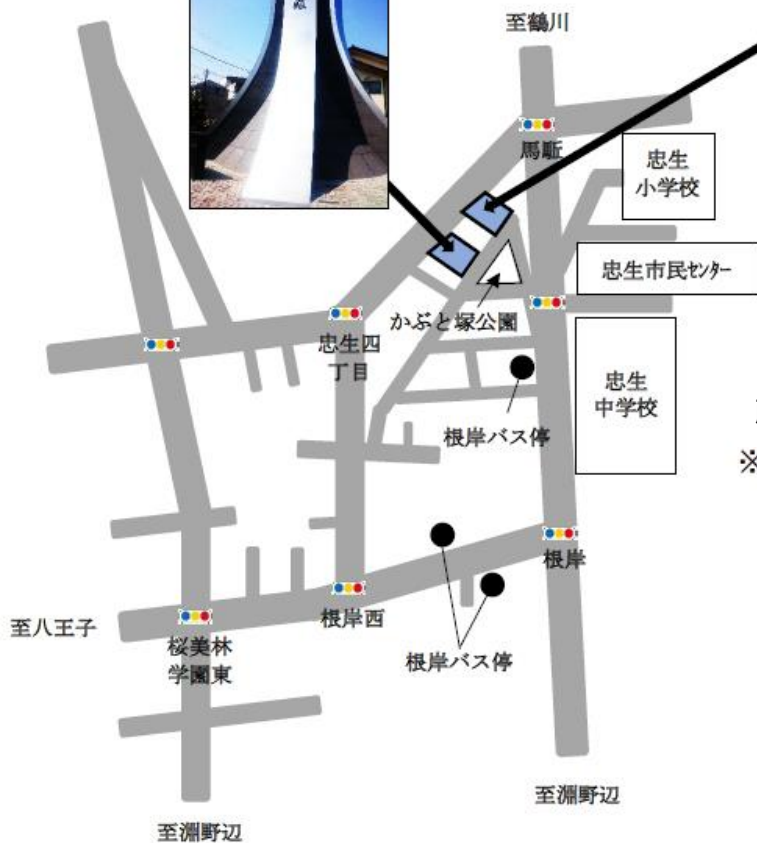 至鶴川
馬駈
忠生
小学校
忠生市民ｾﾝﾀｰ
かぶと塚公園
忠生四
丁目
忠生
中学校
根岸バス停
※
根岸
根岸西
至八王子
桜美林
学園東
根岸バス停
至淵野辺
至淵野辺